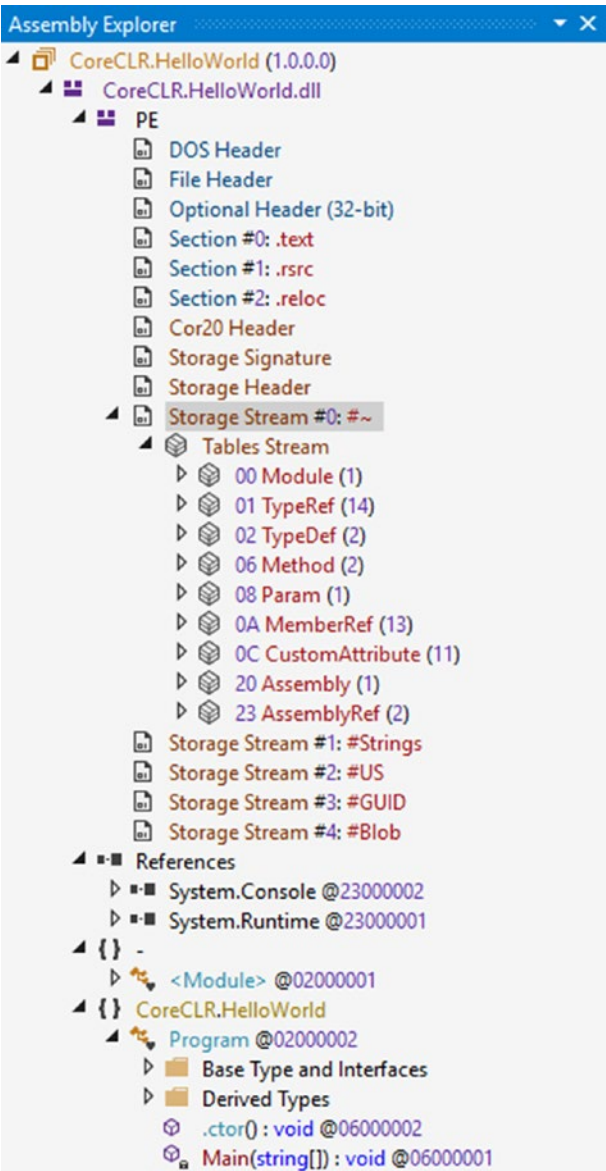 Assembly Explorer
CoreCLR.HelloWorld (1.0.0.0)
CoreCLR.HelloWorld.dll
PE
DOS Header
File Header
Optional Header (32-bit)
Section #0: .text
Section #1: .rsrc
Section #2: .reloc
Cor20 Header
Storage Signature
Storage Header
Storage Stream #0: #~
Tables Stream
00 Module (1)
01 TypeRef (14)
02 TypeDef (2)
06 Method (2)
08 Param (1)
0A MemberRef (13)
0C CustomAttribute (11)
20 Assembly (1)
23 AssemblyRef (2)
Storage Stream #1: #Strings
Storage Stream #2: #US
Storage Stream #3: #GUID
Storage Stream #4: #Blob
References
System.Console @23000002
System.Runtime @23000001
{ } -
<Module> @02000001
{ } CoreCLR.HelloWorld
Program @02000002
Base Type and Interfaces
Derived Types
.ctor() : void @06000002
Main(string[]) : void @06000001